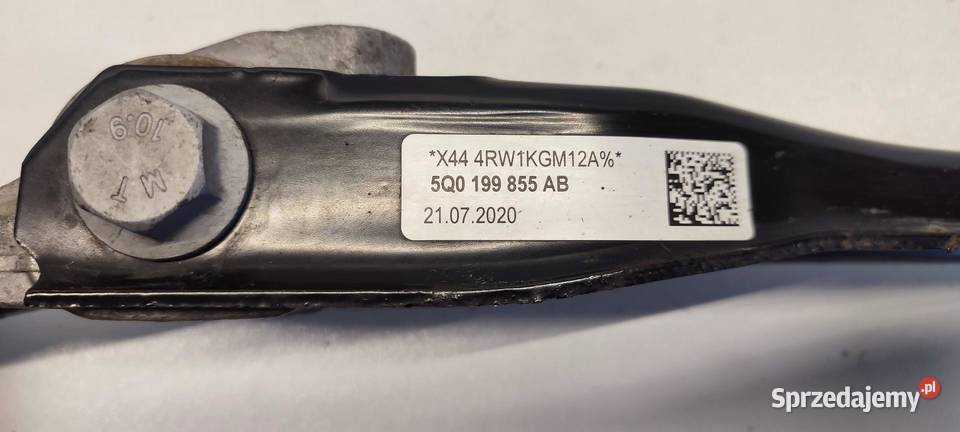 10.9
M T
*X44 4RW1KGM12A%*
5Q0 199 855 AB
21.07.2020
Sprzedajemy.pl